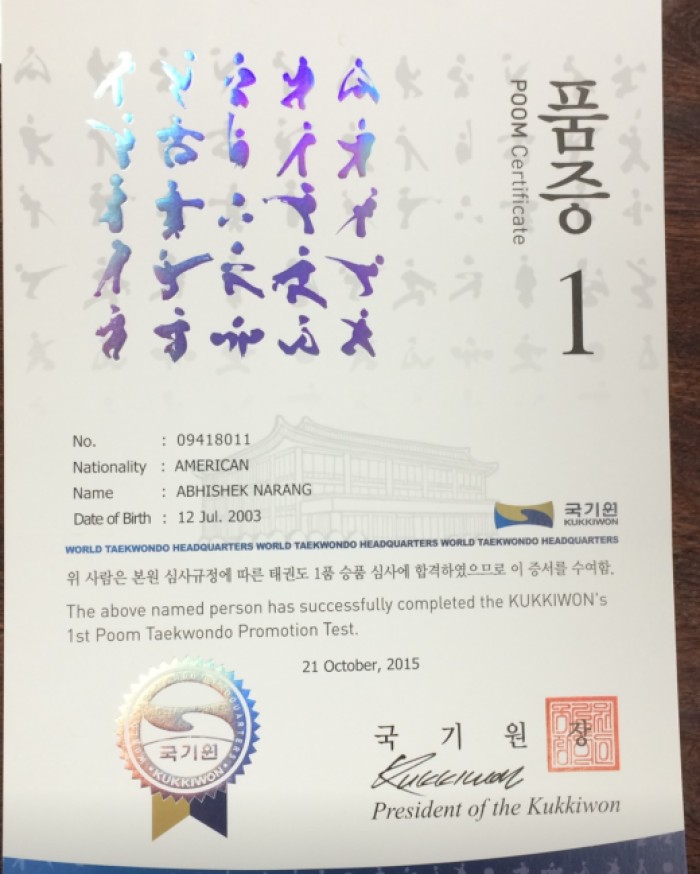 품증 1
POOM Certificate
No. : 09418011
Nationality : AMERICAN
Name : ABHISHEK NARANG
Date of Birth : 12 Jul. 2003
국기원
KUKKIWON
WORLD TAEKWONDO HEADQUARTERS WORLD TAEKWONDO HEADQUARTERS WORLD TAEKWONDO HEADQUARTERS
위 사람은 본원 심사규정에 따른 태권도 1품 승품 심사에 합격하였으므로 이 증서를 수여함.
The above named person has successfully completed the KUKKIWON's
1st Poom Taekwondo Promotion Test.
21 October, 2015
국기원
KUKKIWON
국 기 원 장
Kukkiwon
President of the Kukkiwon